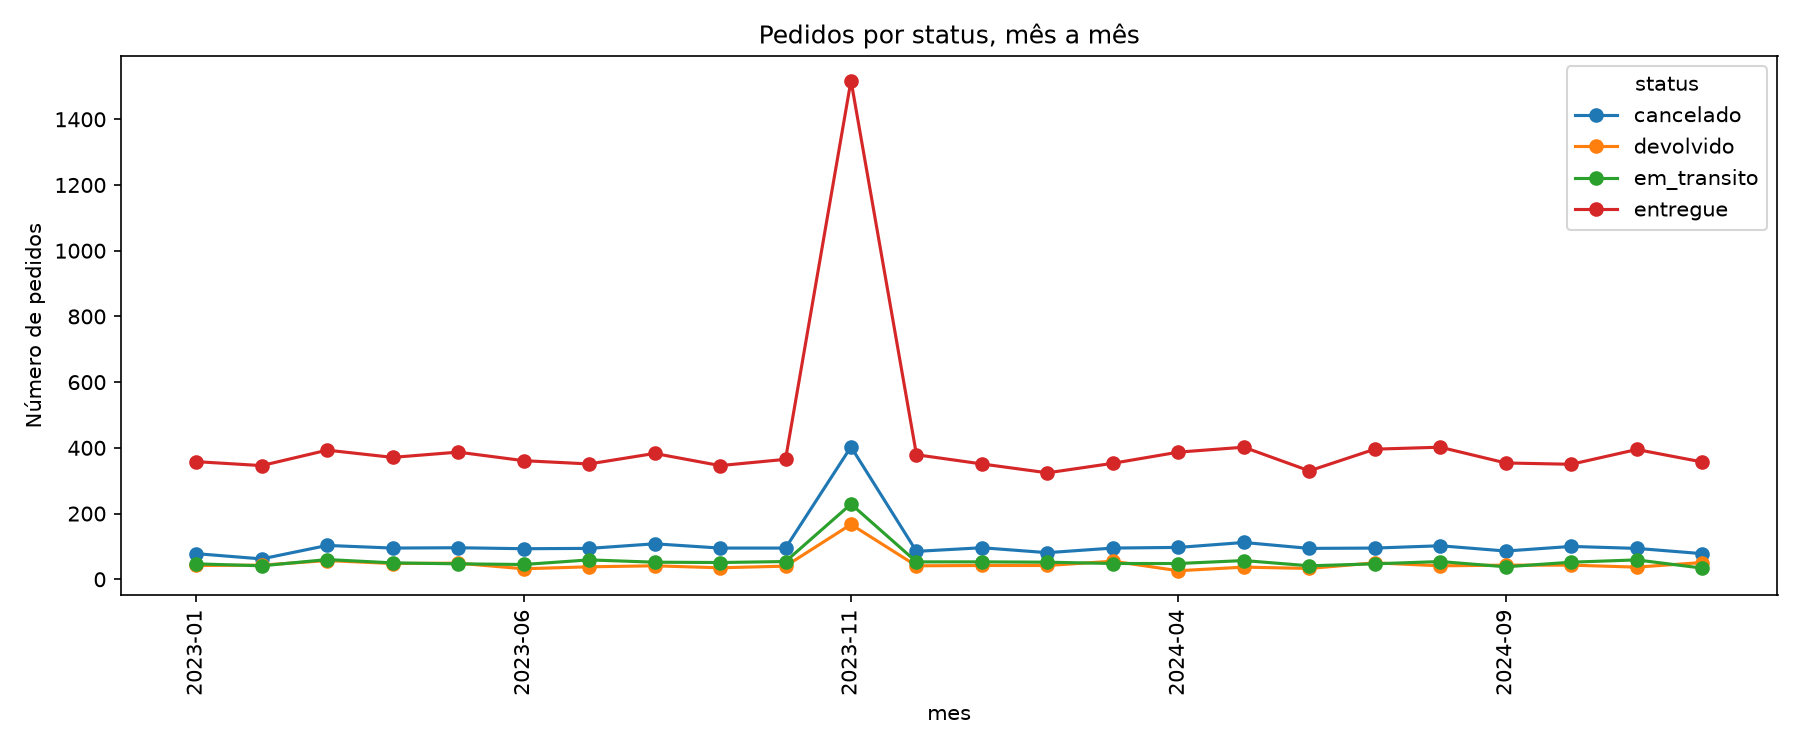 Pedidos por status, mês a mês
status
cancelado
devolvido
em_transito
entregue
Número de pedidos
1400
1200
1000
800
600
400
200
0
2023-01
2023-06
2023-11
2024-04
2024-09
mes